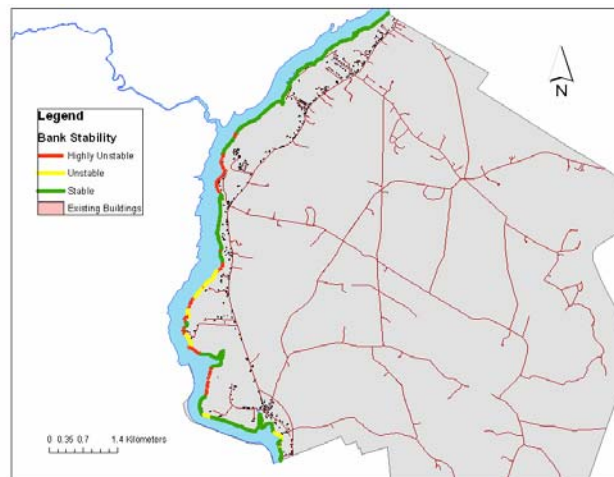 Legend
Bank Stability
Highly Unstable
Unstable
Stable
Existing Buildings
N
0 0.35 0.7 1.4 Kilometers